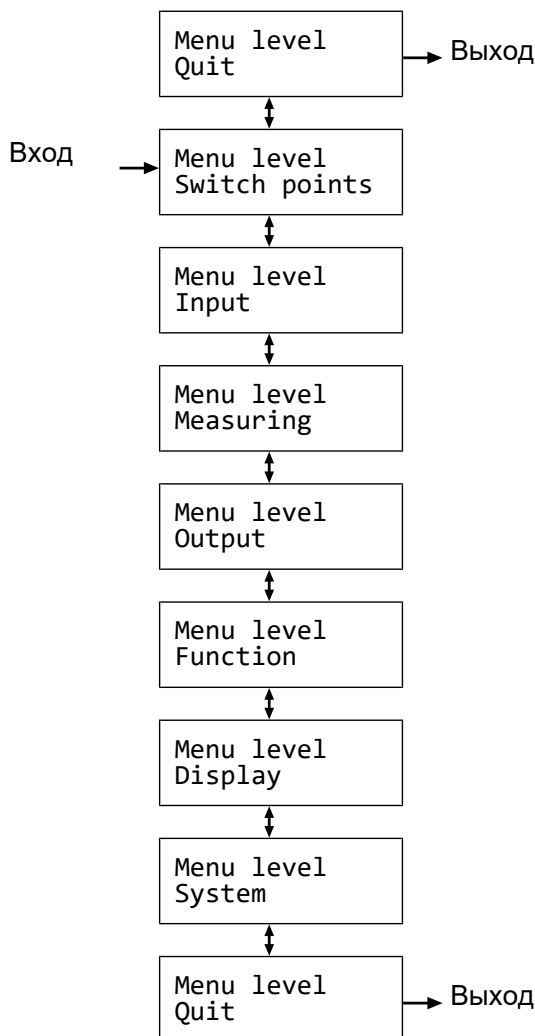 Menu level
Quit
Выход
Вход
Menu level
Switch points
Menu level
Input
Menu level
Measuring
Menu level
Output
Menu level
Function
Menu level
Display
Menu level
System
Menu level
Quit
Выход